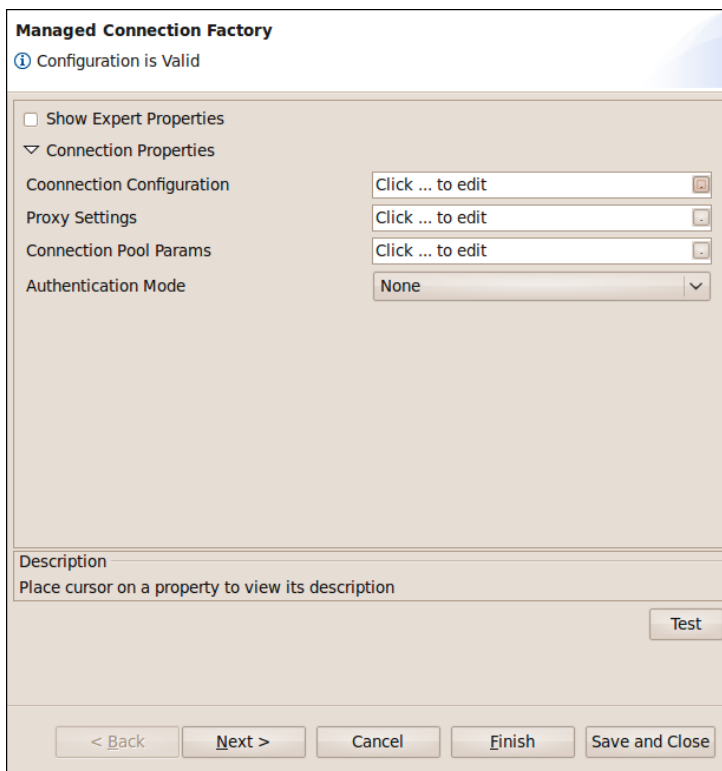 Managed Connection Factory
Configuration is Valid
Show Expert Properties
Connection Properties
Coonnection Configuration Click ... to edit
Proxy Settings Click ... to edit
Connection Pool Params Click ... to edit
Authentication Mode None
Description
Place cursor on a property to view its description
Test
< Back Next > Cancel Finish Save and Close